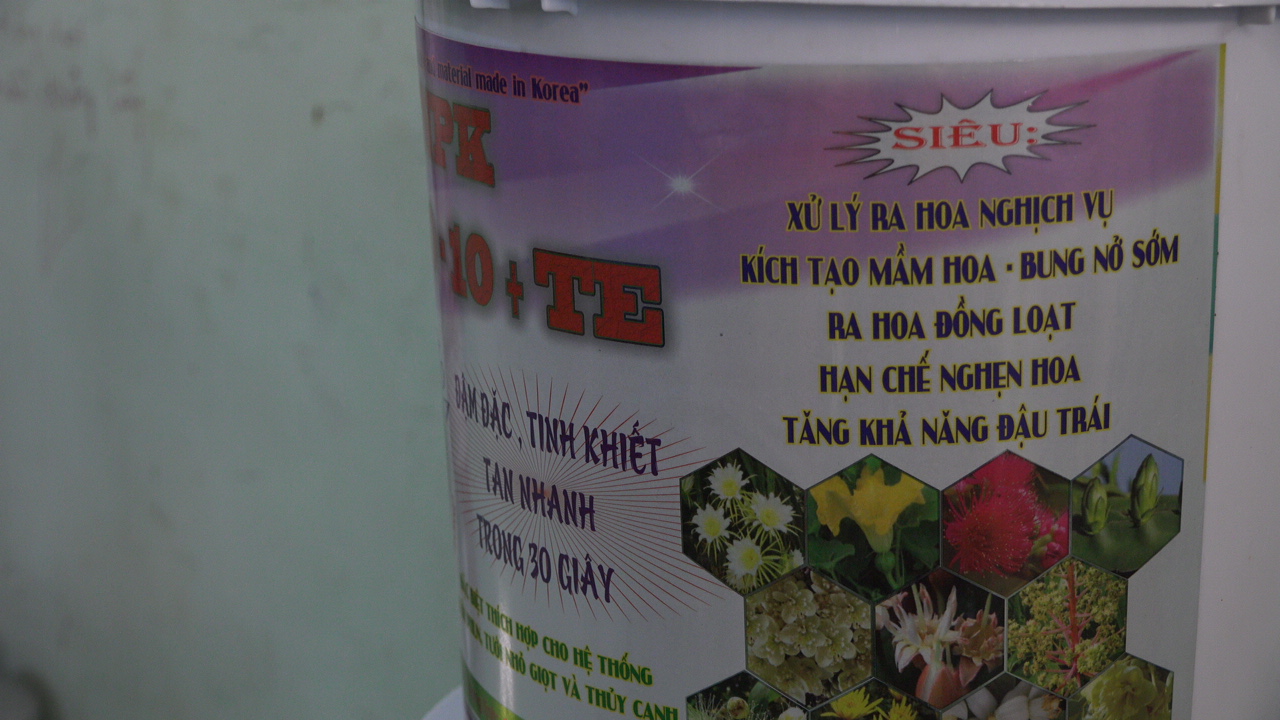 material made in Korea"
PK
-10 + TE
ĐẬM ĐẶC , TINH KHIẾT
TAN NHANH
TRONG 30 GIÂY
BIỆT THÍCH HỢP CHO HỆ THỐNG
TƯỚI NHỎ GIỌT VÀ THỦY CANH
SIÊU:
XỬ LÝ RA HOA NGHỊCH VỤ
KÍCH TẠO MẦM HOA - BUNG NỞ SỚM
RA HOA ĐỒNG LOẠT
HẠN CHẾ NGHẸN HOA
TĂNG KHẢ NĂNG ĐẬU TRÁI